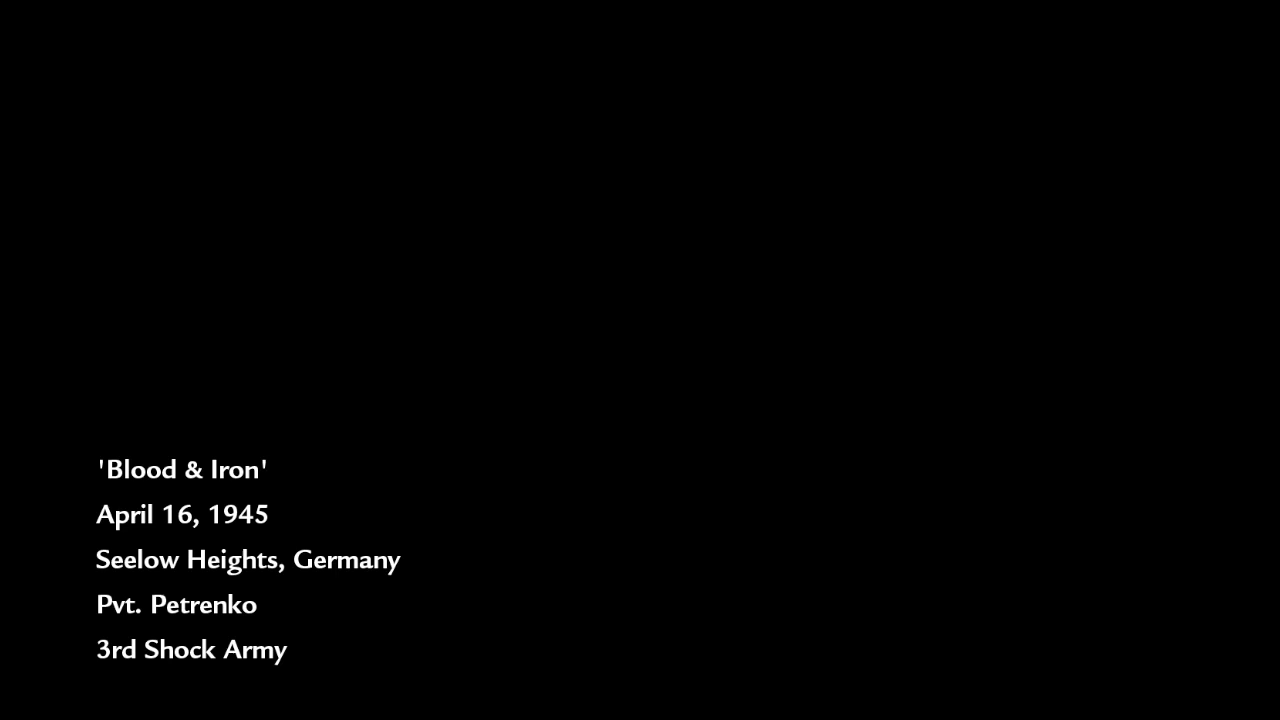 'Blood & Iron'
April 16, 1945
Seelow Heights, Germany
Pvt. Petrenko
3rd Shock Army